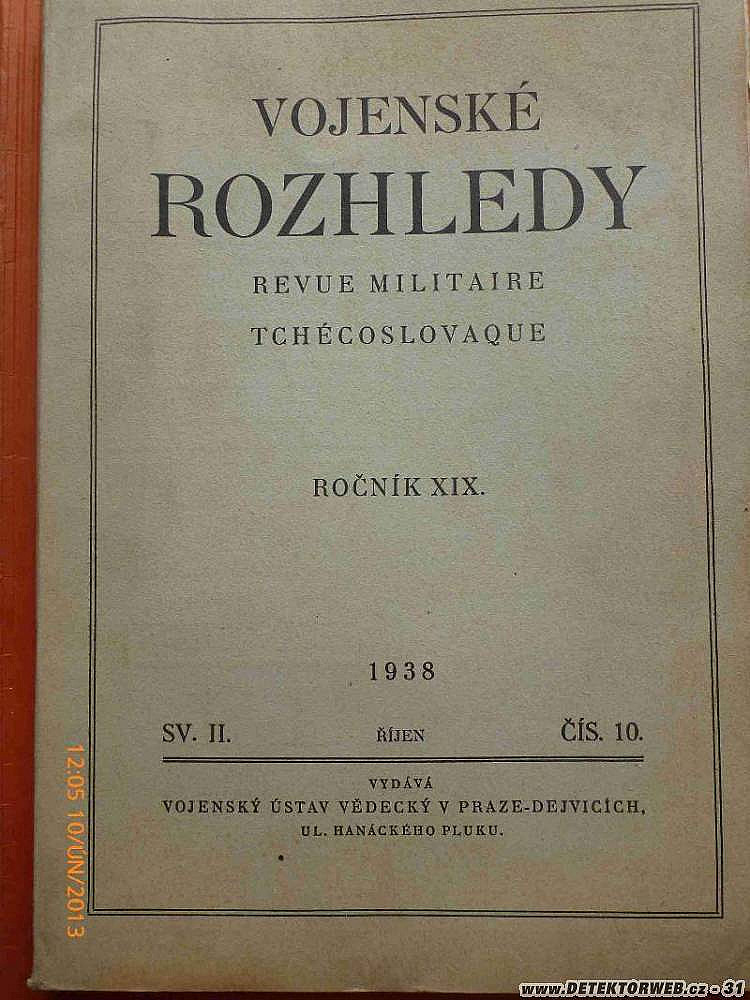 VOJENSKÉ
ROZHLEDY
REVUE MILITAIRE
TCHÉCOSLOVAQUE
ROČNÍK XIX.
1938
SV. II. ŘÍJEN ČÍS. 10.
VYDÁVÁ
VOJENSKÝ ÚSTAV VĚDECKÝ V PRAZE-DEJVICÍCH,
UL. HANÁCKÉHO PLUKU.
12:05 10/ÚN/2013
www.DETEKTORWEB.cz - 31